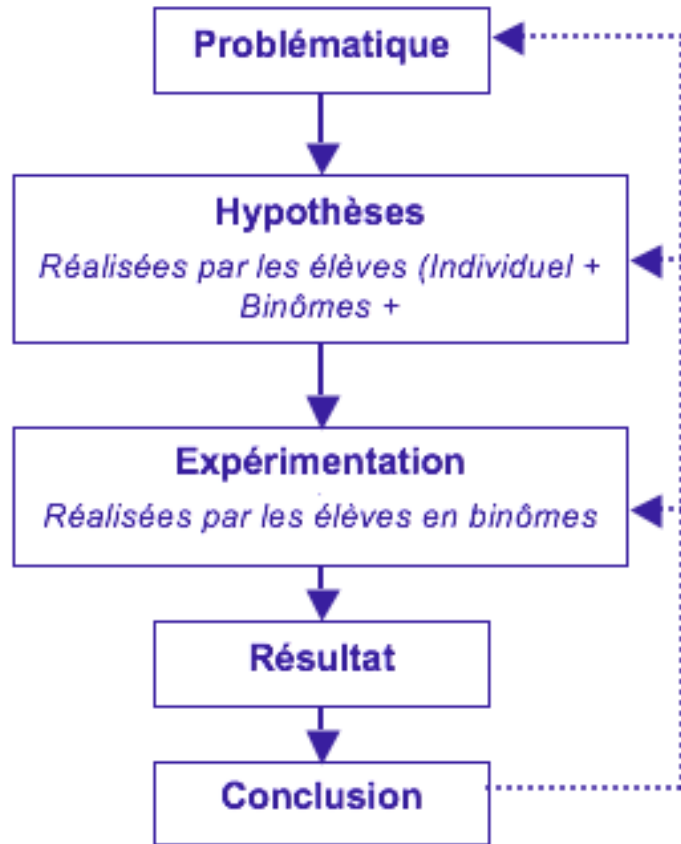 Problématique
Hypothèses
Réalisées par les élèves (Individuel +
Binômes +
Expérimentation
Réalisées par les élèves en binômes
Résultat
Conclusion